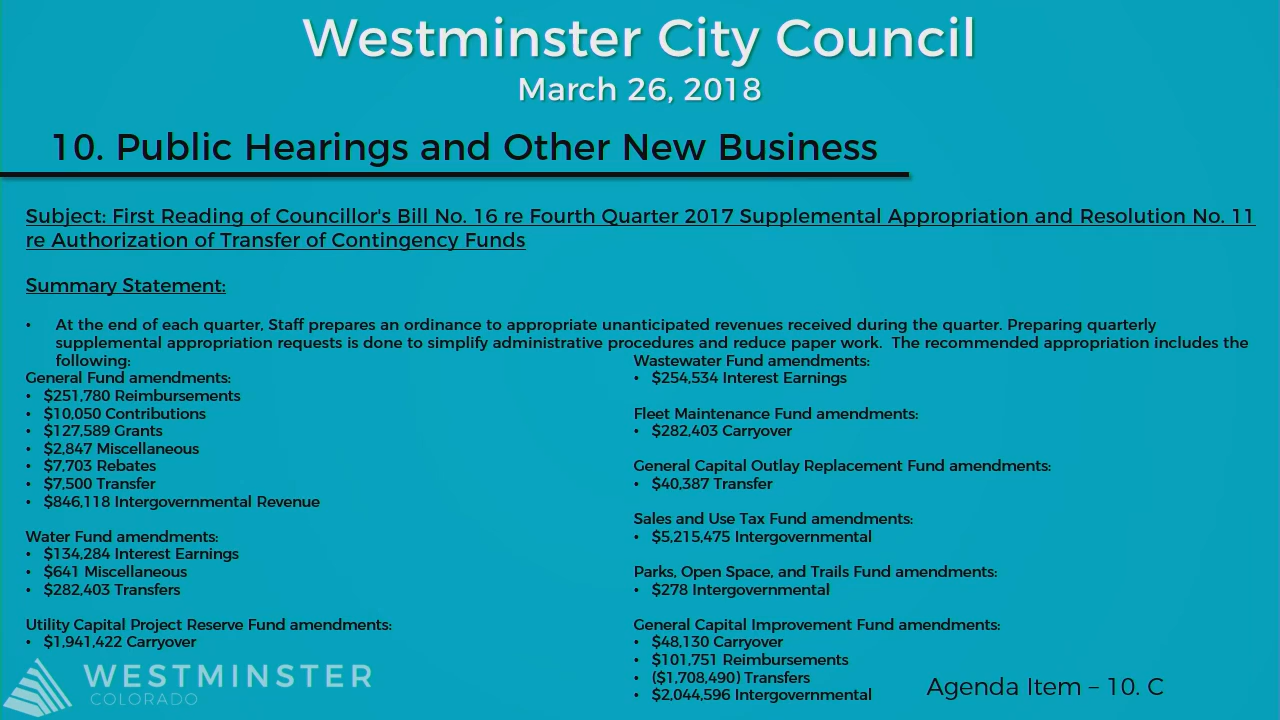 Westminster City Council
March 26, 2018
10. Public Hearings and Other New Business
Subject: First Reading of Councillor's Bill No. 16 re Fourth Quarter 2017 Supplemental Appropriation and Resolution No. 11
re Authorization of Transfer of Contingency Funds
Summary Statement:
• At the end of each quarter, Staff prepares an ordinance to appropriate unanticipated revenues received during the quarter. Preparing quarterly
supplemental appropriation requests is done to simplify administrative procedures and reduce paper work. The recommended appropriation includes the
following:
General Fund amendments:
• $251,780 Reimbursements
• $10,050 Contributions
• $127,589 Grants
• $2,847 Miscellaneous
• $7,703 Rebates
• $7,500 Transfer
• $846,118 Intergovernmental Revenue
Water Fund amendments:
• $134,284 Interest Earnings
• $641 Miscellaneous
• $282,403 Transfers
Utility Capital Project Reserve Fund amendments:
• $1,941,422 Carryover
Wastewater Fund amendments:
• $254,534 Interest Earnings
Fleet Maintenance Fund amendments:
• $282,403 Carryover
General Capital Outlay Replacement Fund amendments:
• $40,387 Transfer
Sales and Use Tax Fund amendments:
• $5,215,475 Intergovernmental
Parks, Open Space, and Trails Fund amendments:
• $278 Intergovernmental
General Capital Improvement Fund amendments:
• $48,130 Carryover
• $101,751 Reimbursements
• ($1,708,490) Transfers
• $2,044,596 Intergovernmental
WESTMINSTER
COLORADO
Agenda Item – 10. C